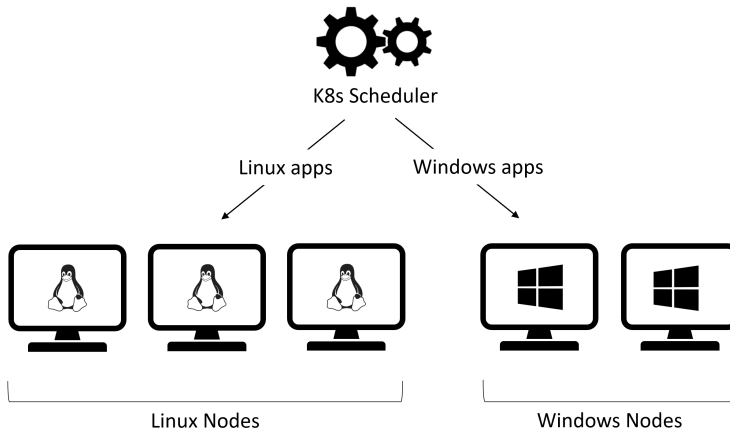 K8s Scheduler
Linux apps
Windows apps
Linux Nodes
Windows Nodes